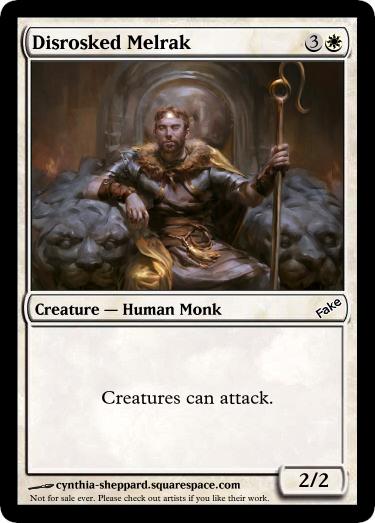 Disrosked Melrak 3
Creature — Human Monk Fake
Creatures can attack.
cynthia-sheppard.squarespace.com
2/2
Not for sale ever. Please check out artists if you like their work.